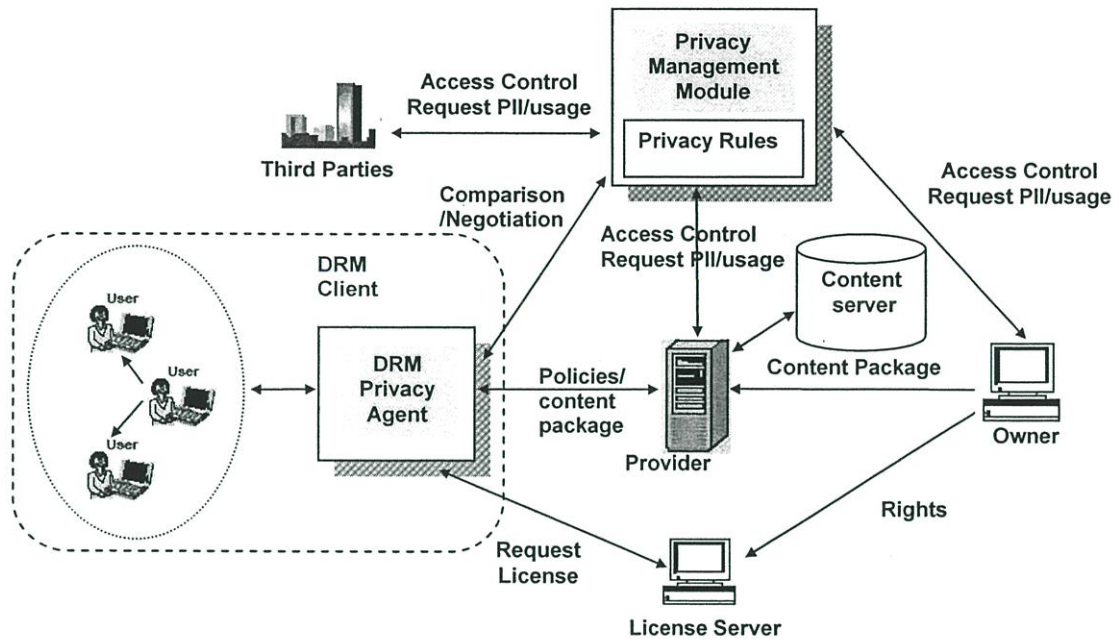 Privacy
Management
Module
Privacy Rules
Access Control
Request PII/usage
Third Parties
Comparison
/Negotiation
Access Control
Request PII/usage
Access Control
Request PII/usage
Content
server
DRM
Client
User
User
User
DRM
Privacy
Agent
Policies/
content
package
Content Package
Provider
Owner
Rights
Request
License
License Server